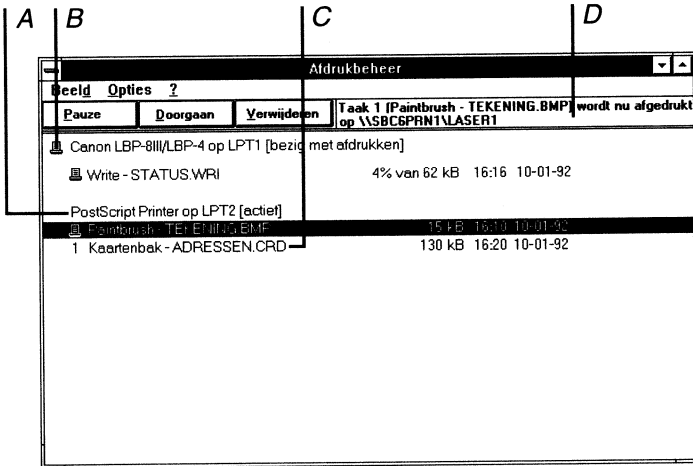 A B C D
Afdrukbeheer
Beeld Opties ?
Pauze Doorgaan Verwijderen Taak 1 [Paintbrush - TEKENING.BMP] wordt nu afgedrukt
op \\SBC6PRN1\LASER1
Canon LBP-8III/LBP-4 op LPT1 [bezig met afdrukken]
Write - STATUS.WRI 4% van 62 kB 16:16 10-01-92
PostScript Printer op LPT2 [actief]
Paintbrush - TEKENING.BMP 15 kB 16:10 10-01-92
1 Kaartenbak - ADRESSEN.CRD 130 kB 16:20 10-01-92